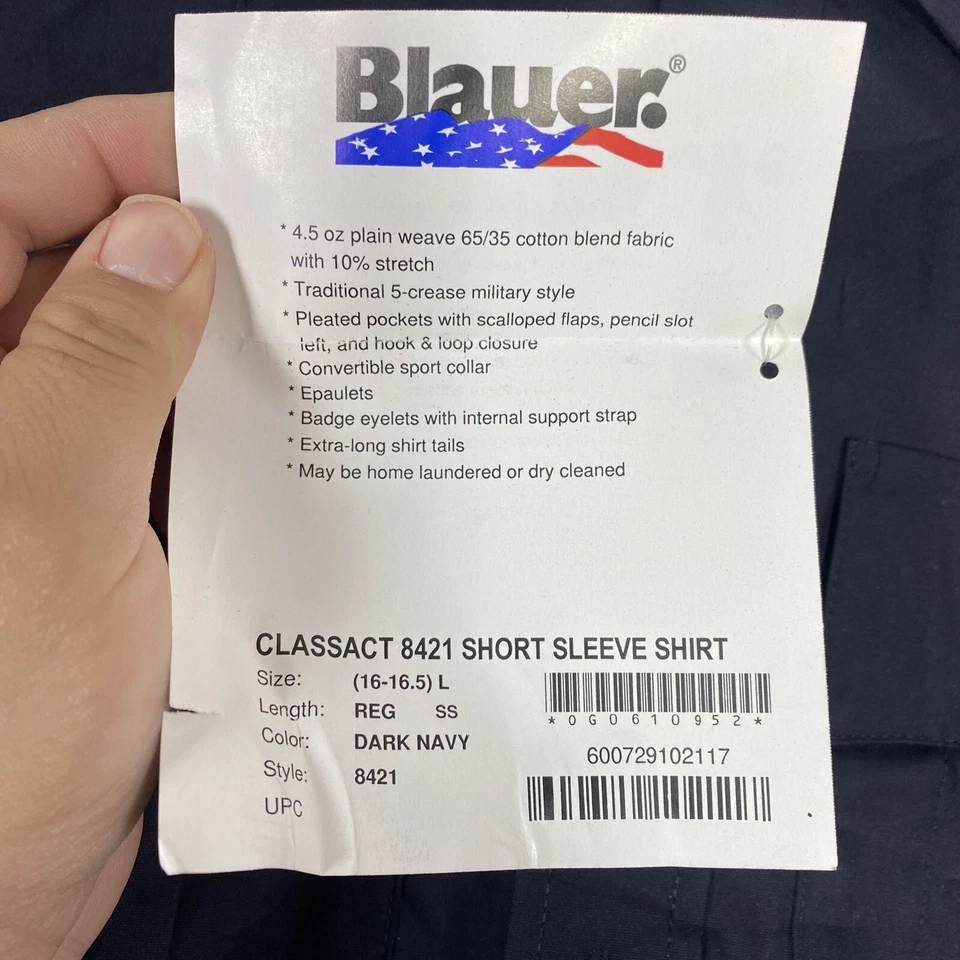 Blauer.®
* 4.5 oz plain weave 65/35 cotton blend fabric
with 10% stretch
* Traditional 5-crease military style
* Pleated pockets with scalloped flaps, pencil slot
left, and hook & loop closure
* Convertible sport collar
* Epaulets
* Badge eyelets with internal support strap
* Extra-long shirt tails
* May be home laundered or dry cleaned
CLASSACT 8421 SHORT SLEEVE SHIRT
Size: (16-16.5) L
Length: REG SS
*0G0610952*
Color: DARK NAVY
600729102117
Style: 8421
UPC